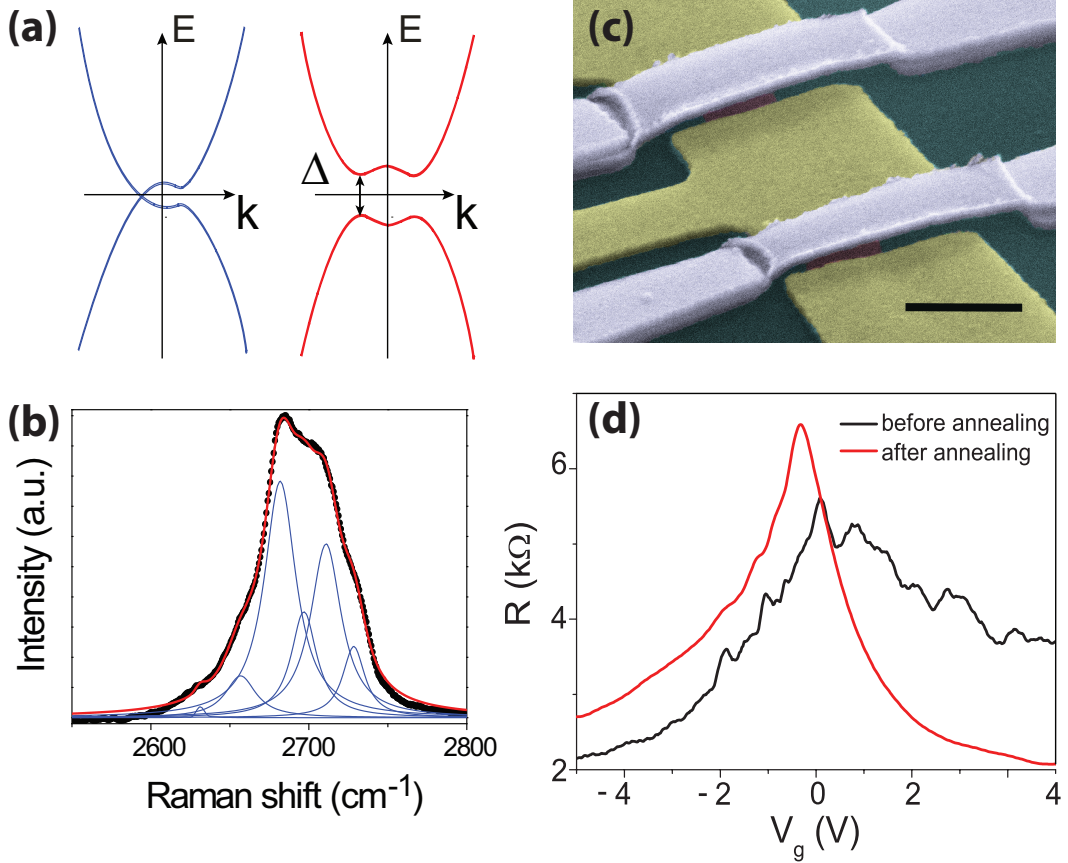 (a)
E
k
E
Δ
k
(c)
(b)
Intensity (a.u.)
2600
2700
2800
Raman shift (cm⁻¹)
(d)
before annealing
after annealing
R (kΩ)
6
4
2
- 4
- 2
0
2
4
V_g (V)